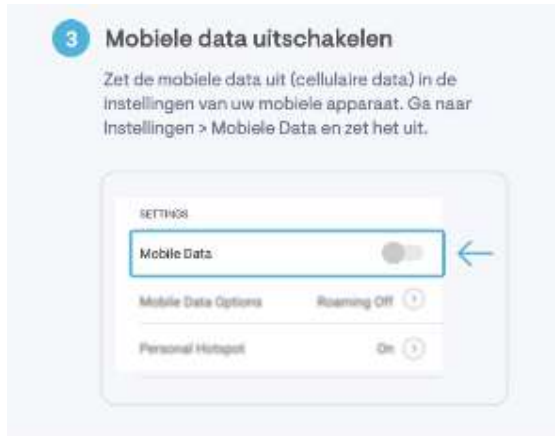 3 Mobiele data uitschakelen
Zet de mobiele data uit (cellulaire data) in de
instellingen van uw mobiele apparaat. Ga naar
Instellingen > Mobiele Data en zet het uit.
SETTINGS
Mobile Data
Mobile Data Options Roaming Off
Personal Hotspot On